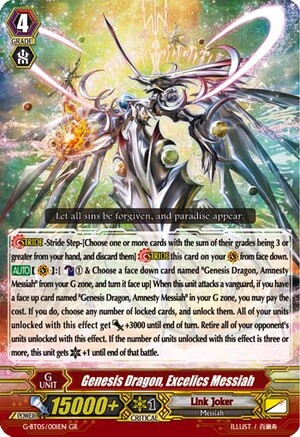 4
GRADE
Let all sins be forgiven, and paradise appear.
STRIDE -Stride Step-[Choose one or more cards with the sum of their grades being 3 or
greater from your hand, and discard them] STRIDE this card on your from face down.
AUTO [ 1]:[ 1 & Choose a face down card named "Genesis Dragon, Amnesty
Messiah" from your G zone, and turn it face up] When this unit attacks a vanguard, if you have
a face up card named "Genesis Dragon, Amnesty Messiah" in your G zone, you may pay the
cost. If you do, choose any number of locked cards, and unlock them. All of your units
unlocked with this effect get +3000 until end of turn. Retire all of your opponent's
units unlocked with this effect. If the number of units unlocked with this effect is three or
more, this unit gets +1 until end of that battle.
G
UNIT
Genesis Dragon, Excelics Messiah
POWER
15000+
1
CRITICAL
Link Joker
Messiah
G-BT05/001EN GR
ILLUST / 百瀬寿